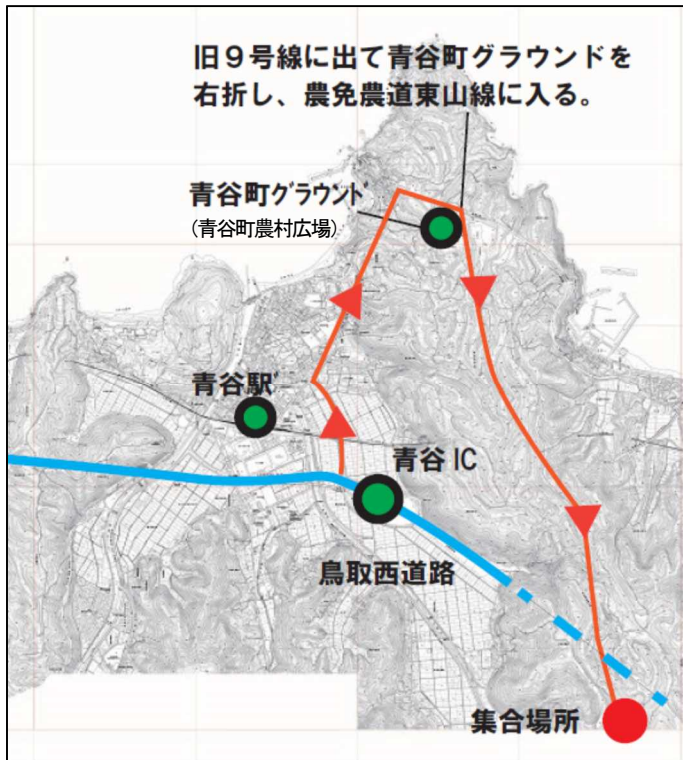 旧９号線に出て青谷町グラウンドを
右折し、農免農道東山線に入る。
青谷町ｸﾞﾗｳﾝﾄﾞ
（青谷町農村広場）
青谷駅
青谷 IC
鳥取西道路
集合場所